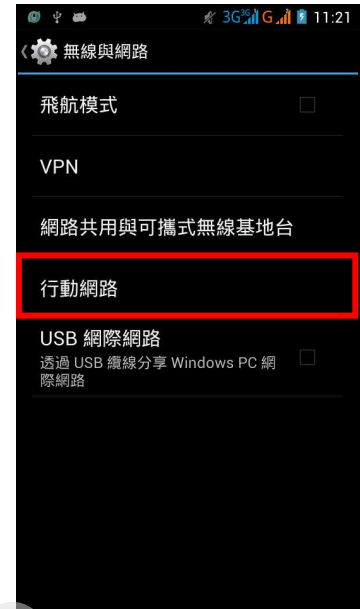 3G 3G G 11:21
無線與網路
飛航模式
VPN
網路共用與可攜式無線基地台
行動網路
USB 網際網路
透過 USB 纜線分享 Windows PC 網
際網路